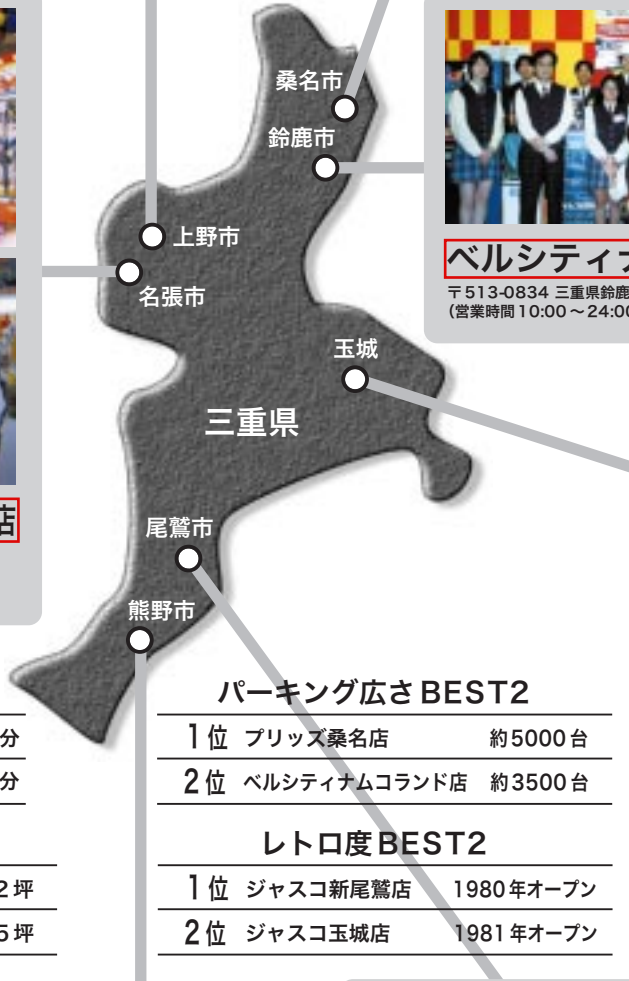 桑名市
鈴鹿市
上野市
名張市
ベルシティナ
〒513-0834 三重県鈴鹿
（営業時間10:00～24:00
玉城
三重県
店
尾鷲市
熊野市
分
分
2坪
5坪
パーキング広さBEST2
1位 プリッズ桑名店 約5000台
2位 ベルシティナムコランド店 約3500台
レトロ度BEST2
1位 ジャスコ新尾鷲店 1980年オープン
2位 ジャスコ玉城店 1981年オープン